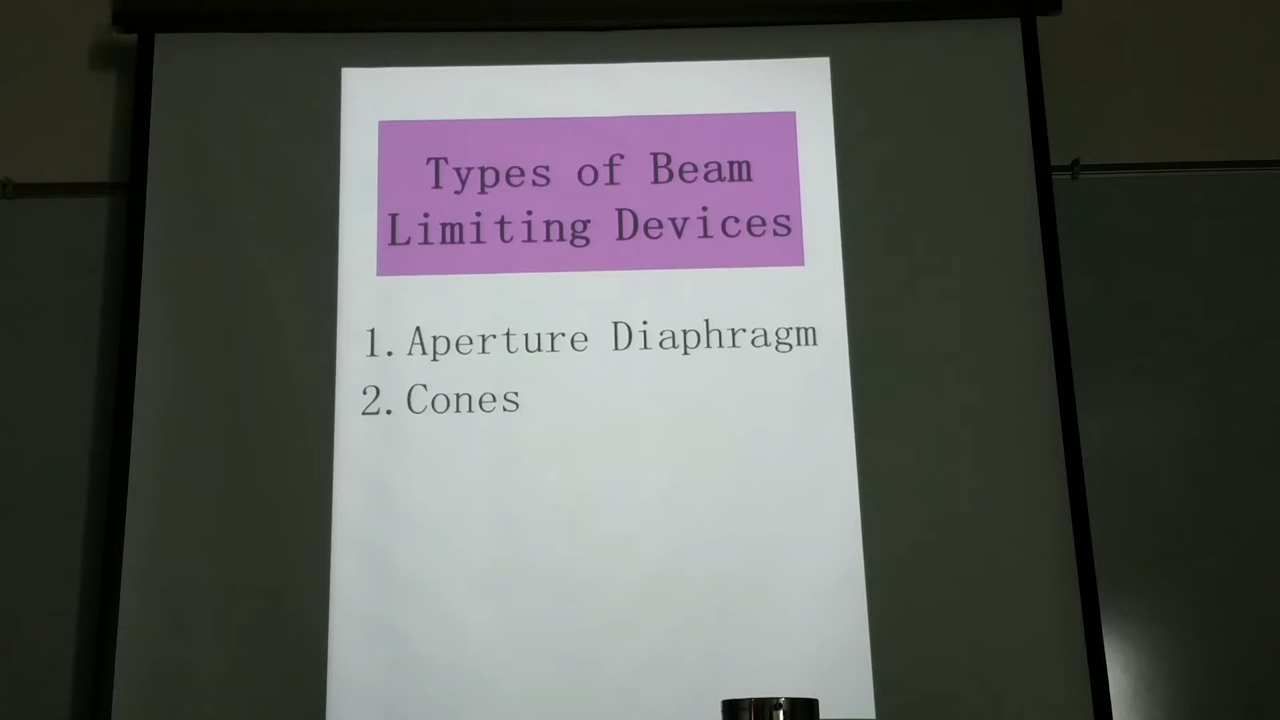 Types of Beam
Limiting Devices
1. Aperture Diaphragm
2. Cones